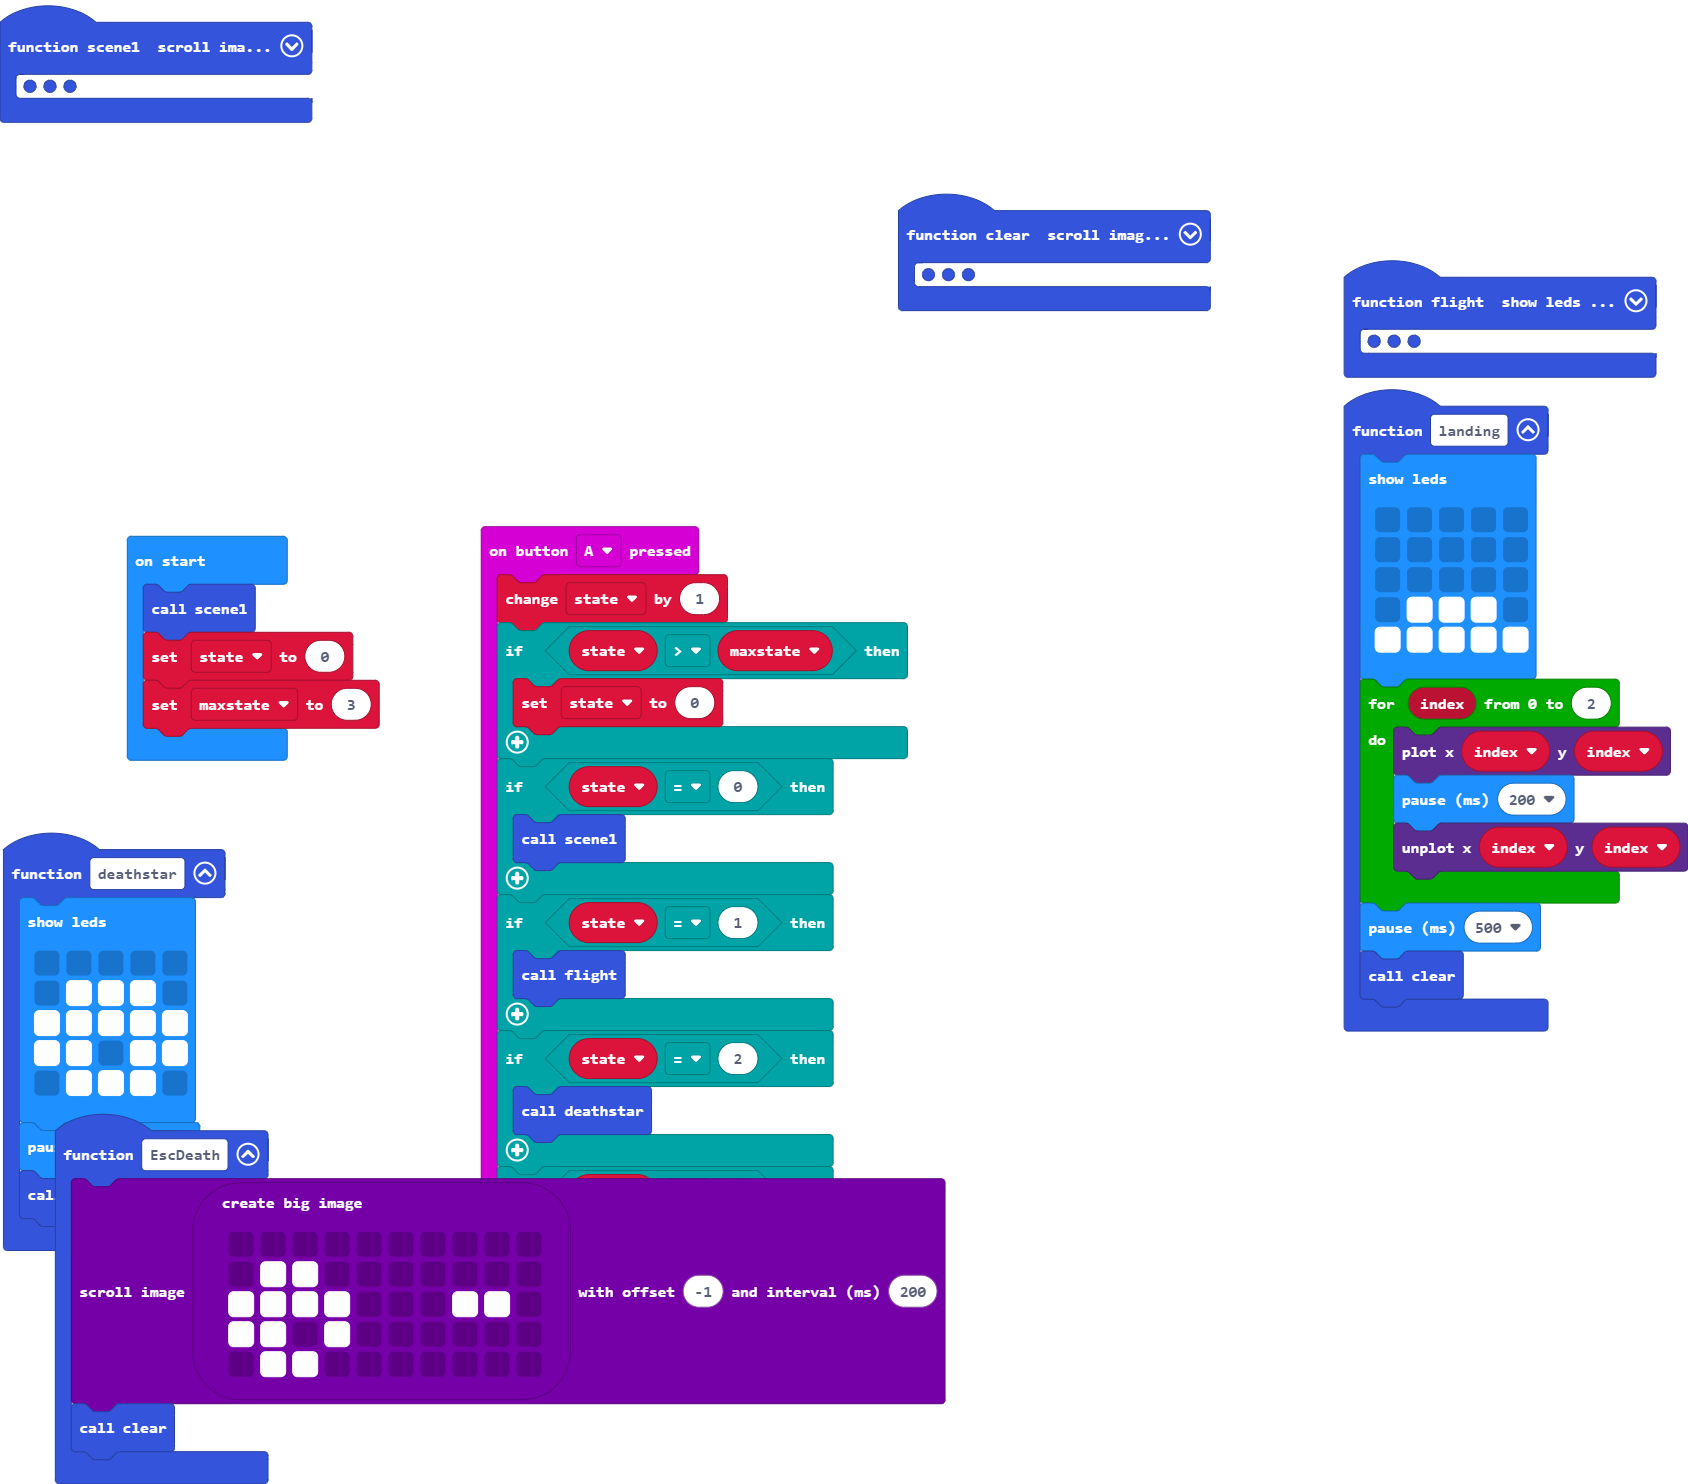 function scene1 scroll ima...
function clear scroll imag...
function flight show leds ...
function landing
show leds
for index from 0 to 2
do
plot x index y index
pause (ms) 200
unplot x index y index
pause (ms) 500
call clear
on start
call scene1
set state to 0
set maxstate to 3
on button A pressed
change state by 1
if state > maxstate then
set state to 0
if state = 0 then
call scene1
if state = 1 then
call flight
if state = 2 then
call deathstar
function deathstar
show leds
pau
cal
function EscDeath
create big image
scroll image with offset -1 and interval (ms) 200
call clear